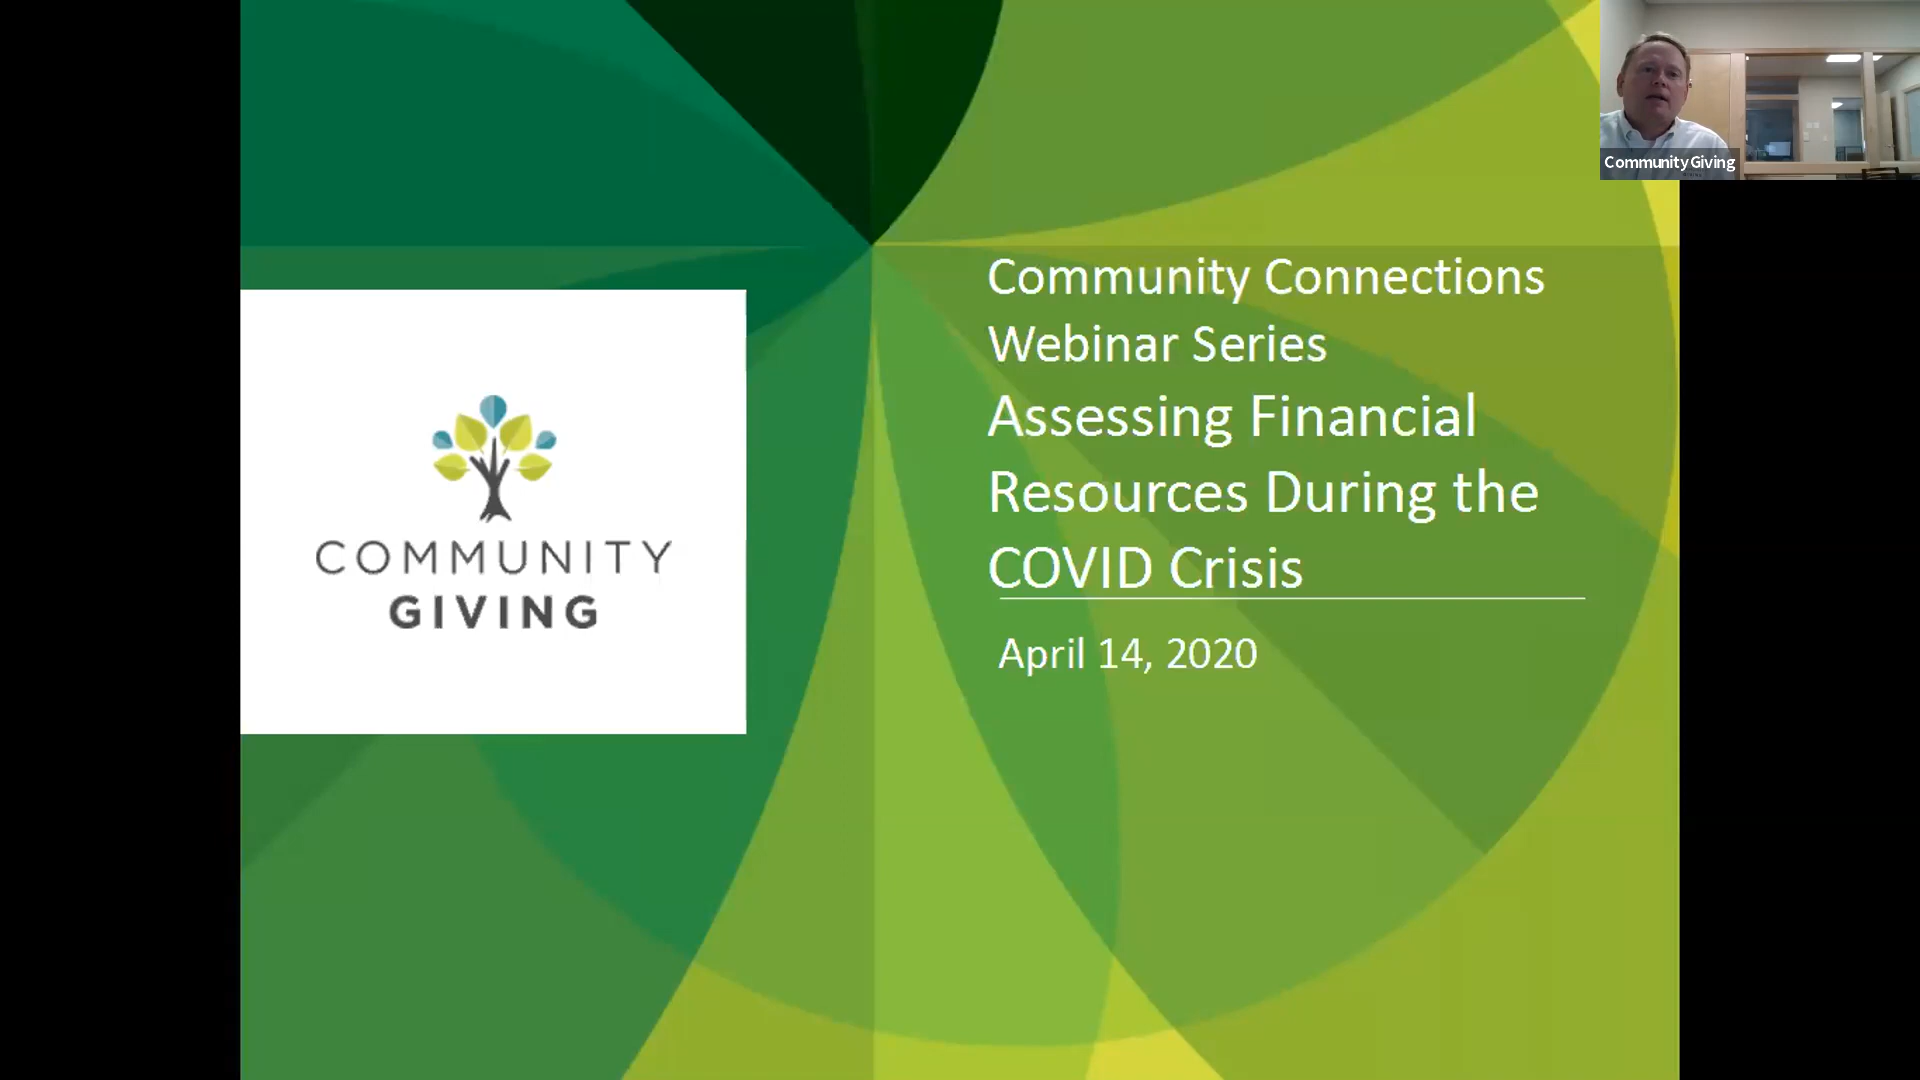 Community Giving
Community Connections
Webinar Series
Assessing Financial
Resources During the
COVID Crisis
April 14, 2020
COMMUNITY
GIVING